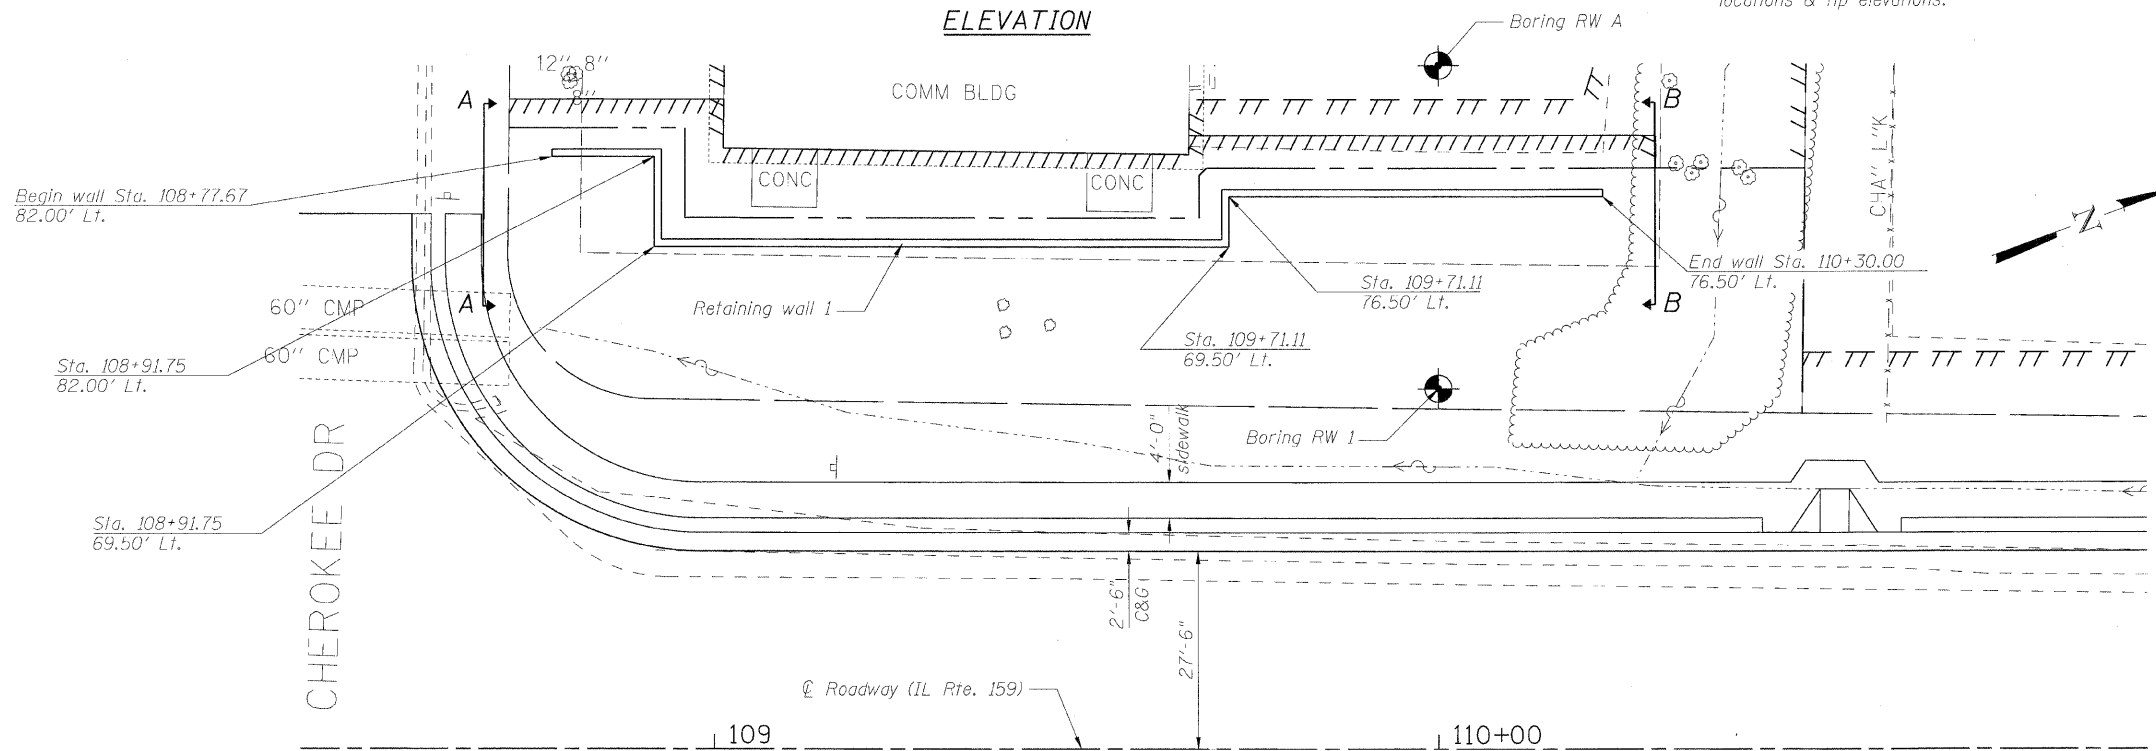 locations & tip elevations.
ELEVATION
Boring RW A
12" 8"
8"
COMM BLDG
A
B
CONC
CONC
Begin wall Sta. 108+77.67
82.00' Lt.
CHA" L"K
N
End wall Sta. 110+30.00
76.50' Lt.
Sta. 109+71.11
76.50' Lt.
A
B
60" CMP
Retaining wall 1
Sta. 109+71.11
69.50' Lt.
60" CMP
Sta. 108+91.75
82.00' Lt.
Boring RW 1
4'-0"
sidewalk
Sta. 108+91.75
69.50' Lt.
CHEROKEE DR
2'-6"
C&G
27'-6"
℄ Roadway (IL Rte. 159)
109
110+00